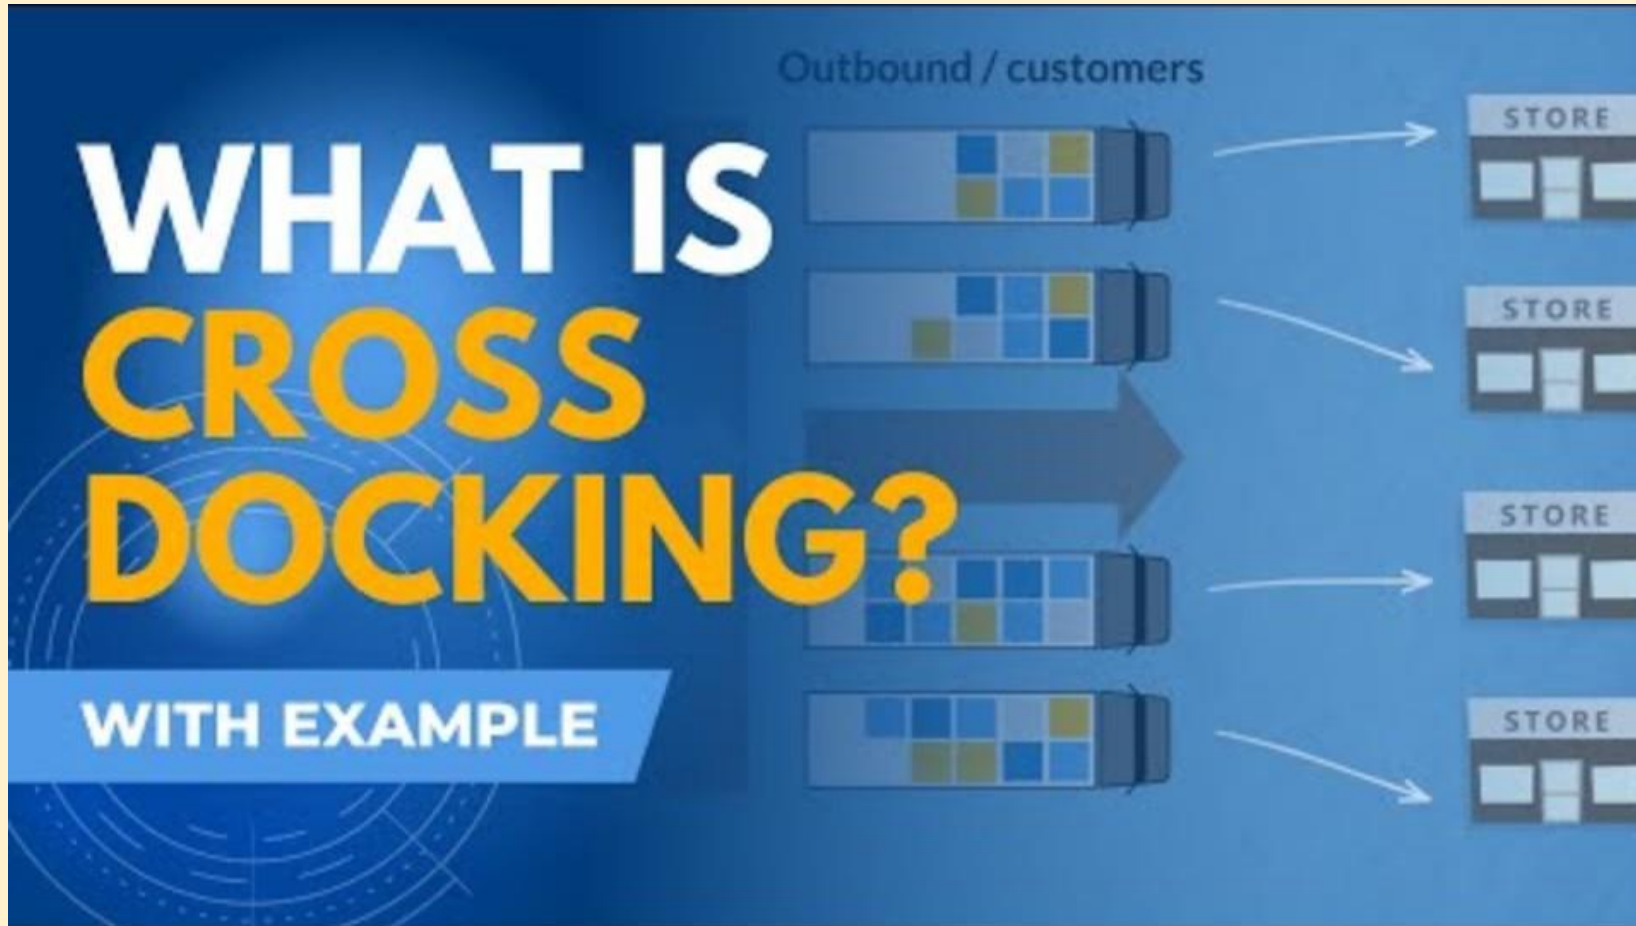 Outbound / customers
WHAT IS
CROSS
DOCKING?
WITH EXAMPLE
STORE
STORE
STORE
STORE